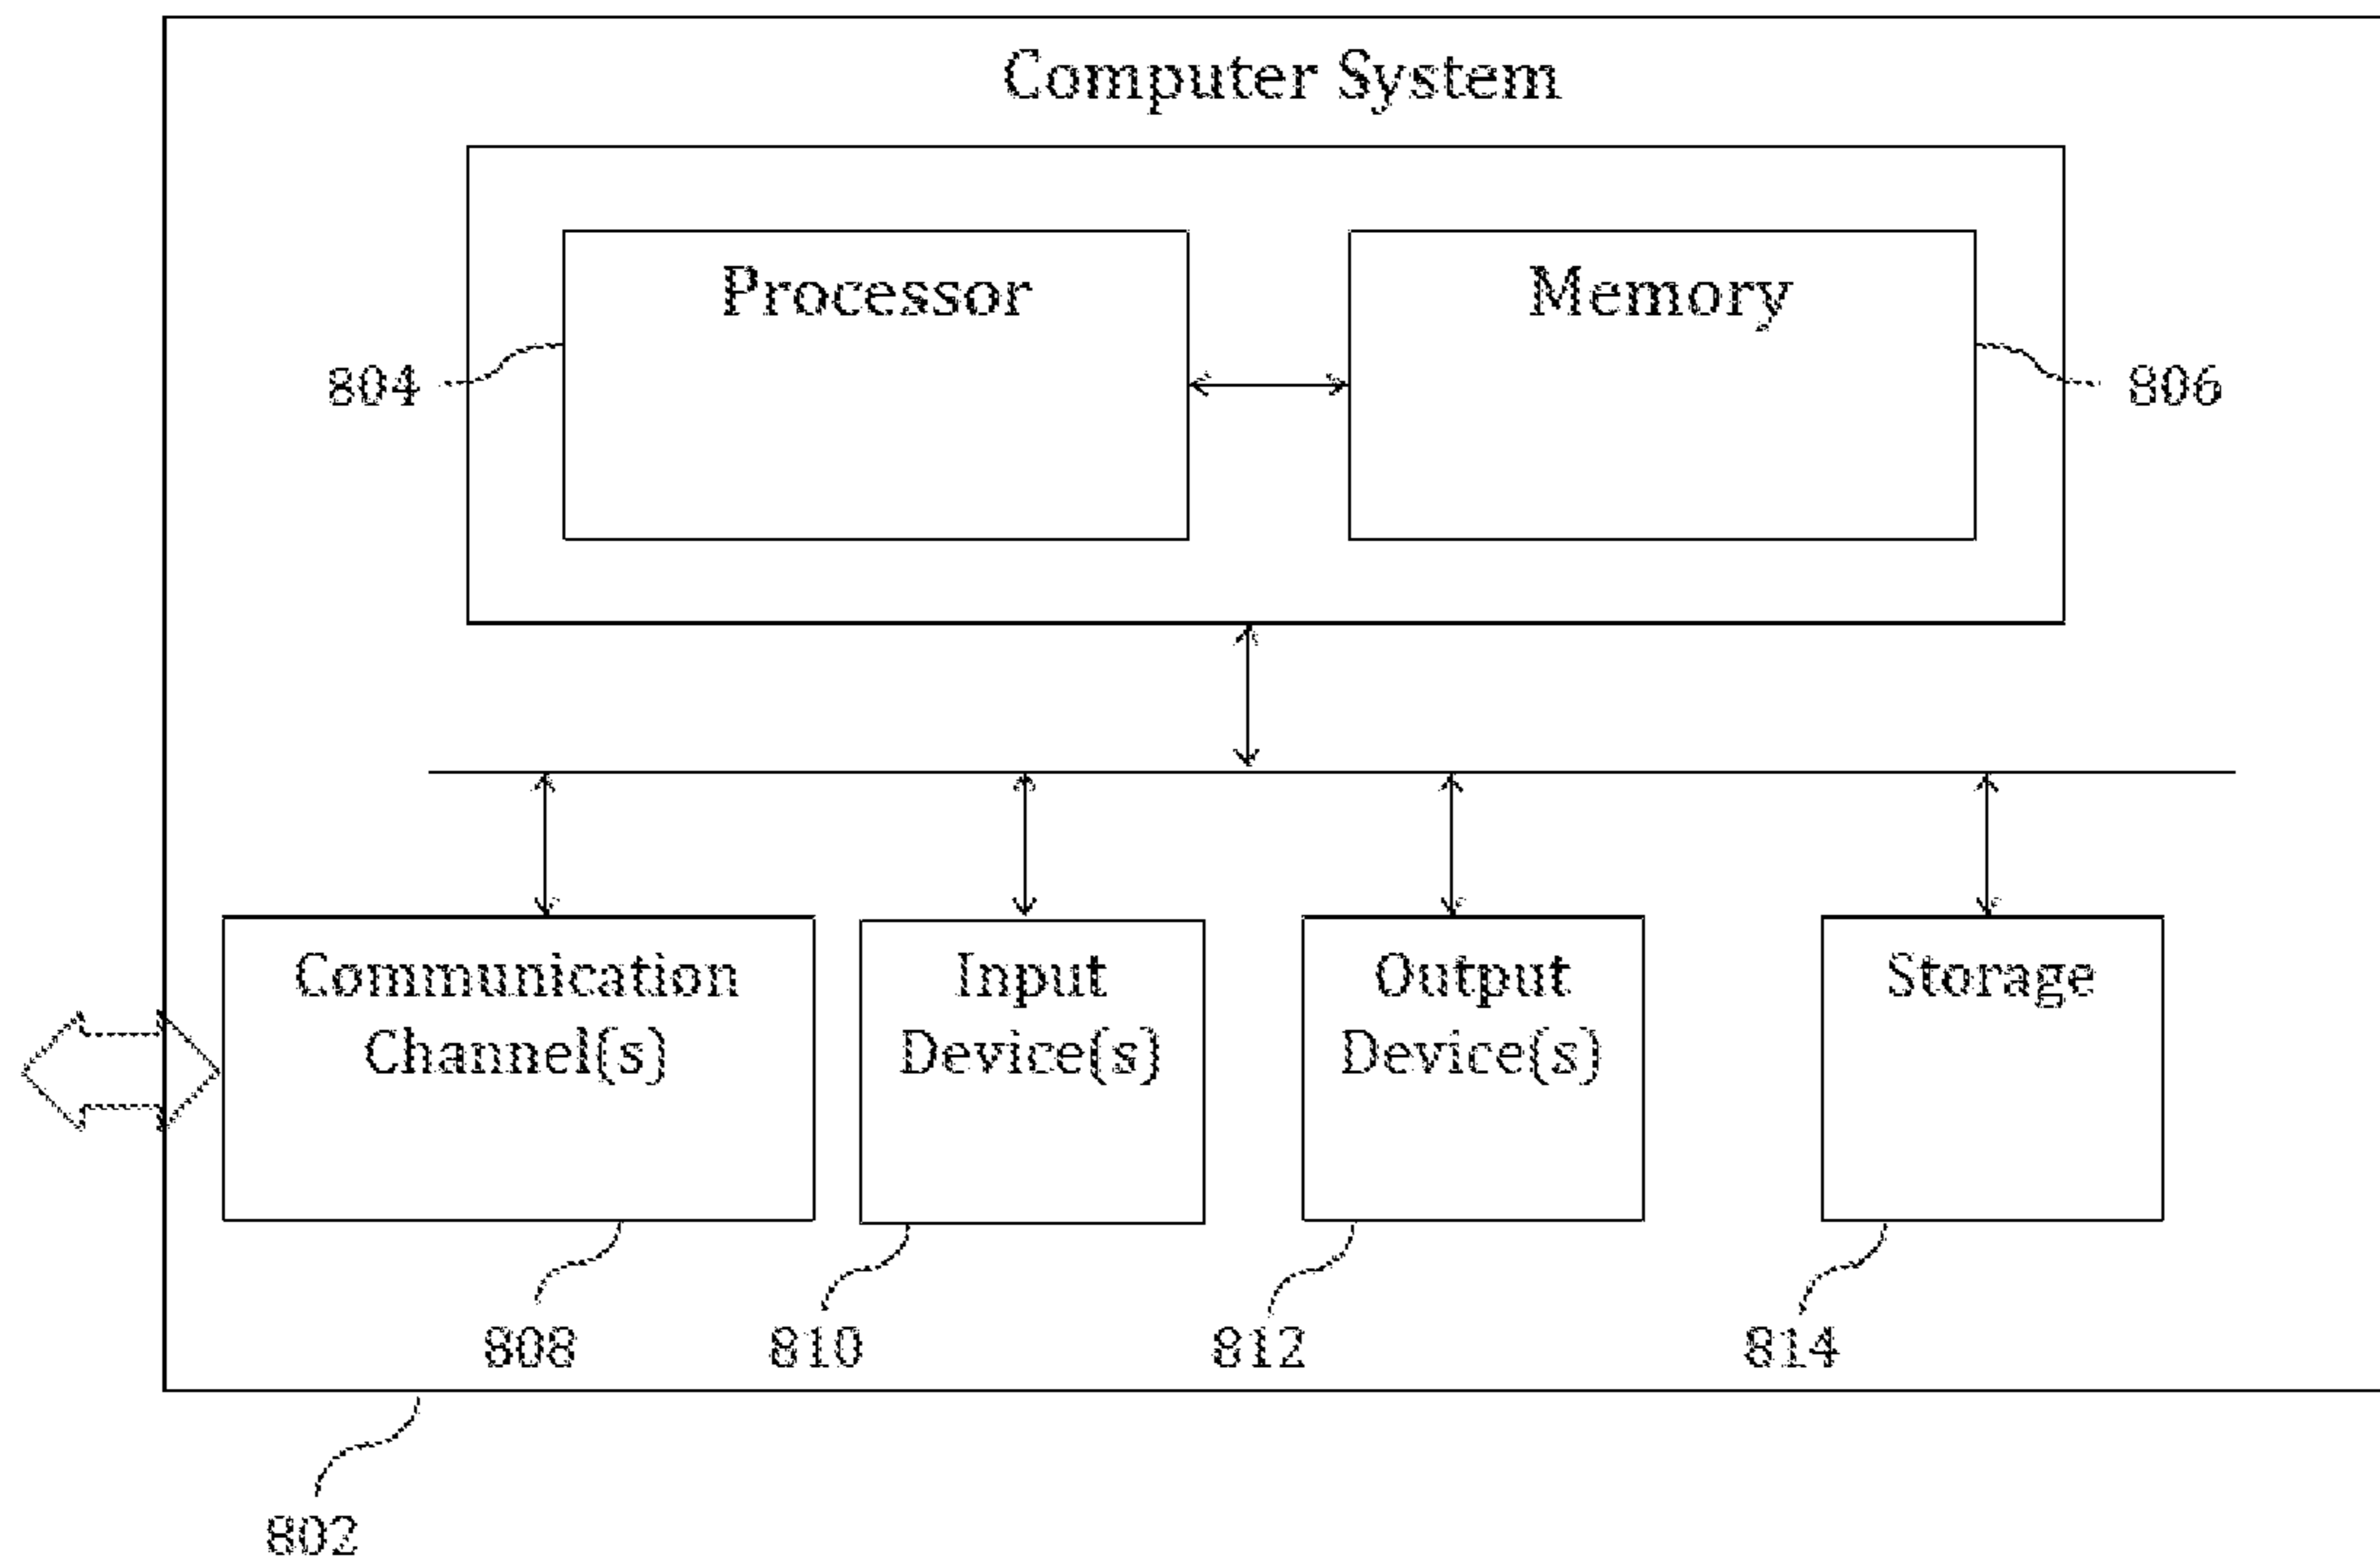 Computer System
Processor
Memory
804
806
Communication
Channel(s)
Input
Device(s)
Output
Device(s)
Storage
808
810
812
814
802